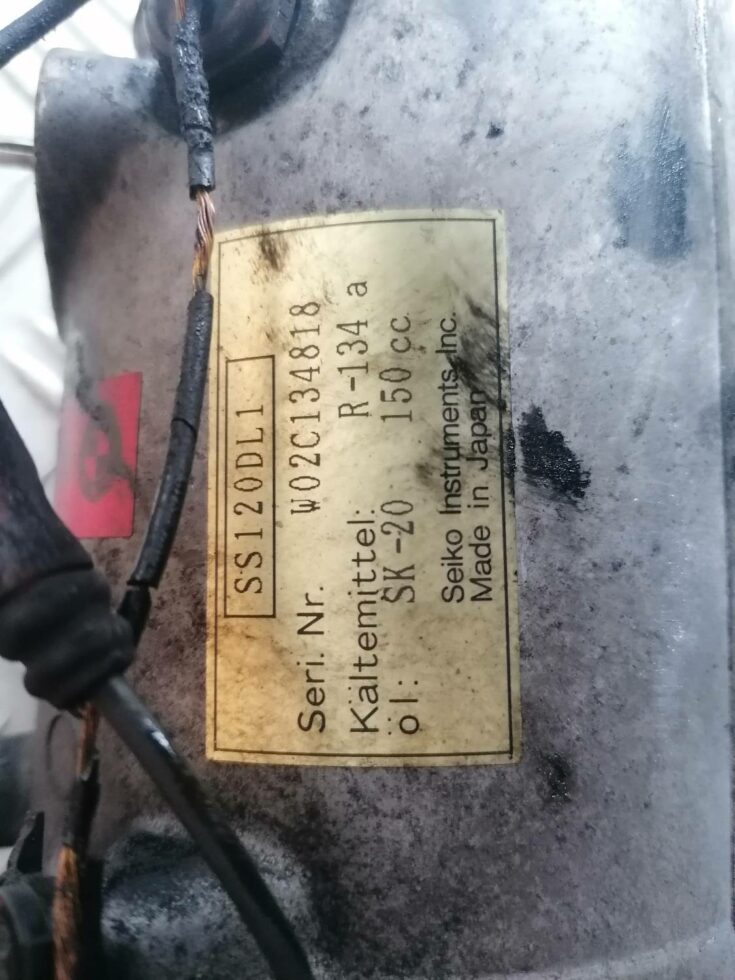 SS120DL1
Seri. Nr. W02C134818
Kältemittel: R-134 a
öl: SK-20 150 cc
Seiko Instruments, Inc.
Made in Japan